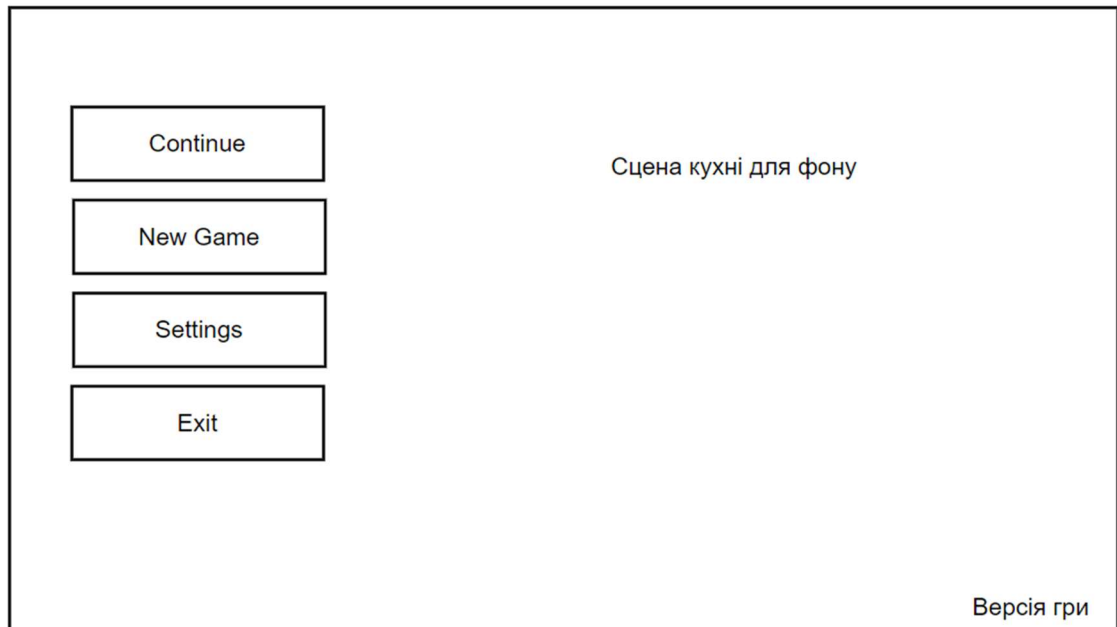 Continue
Сцена кухні для фону
New Game
Settings
Exit
Версія гри